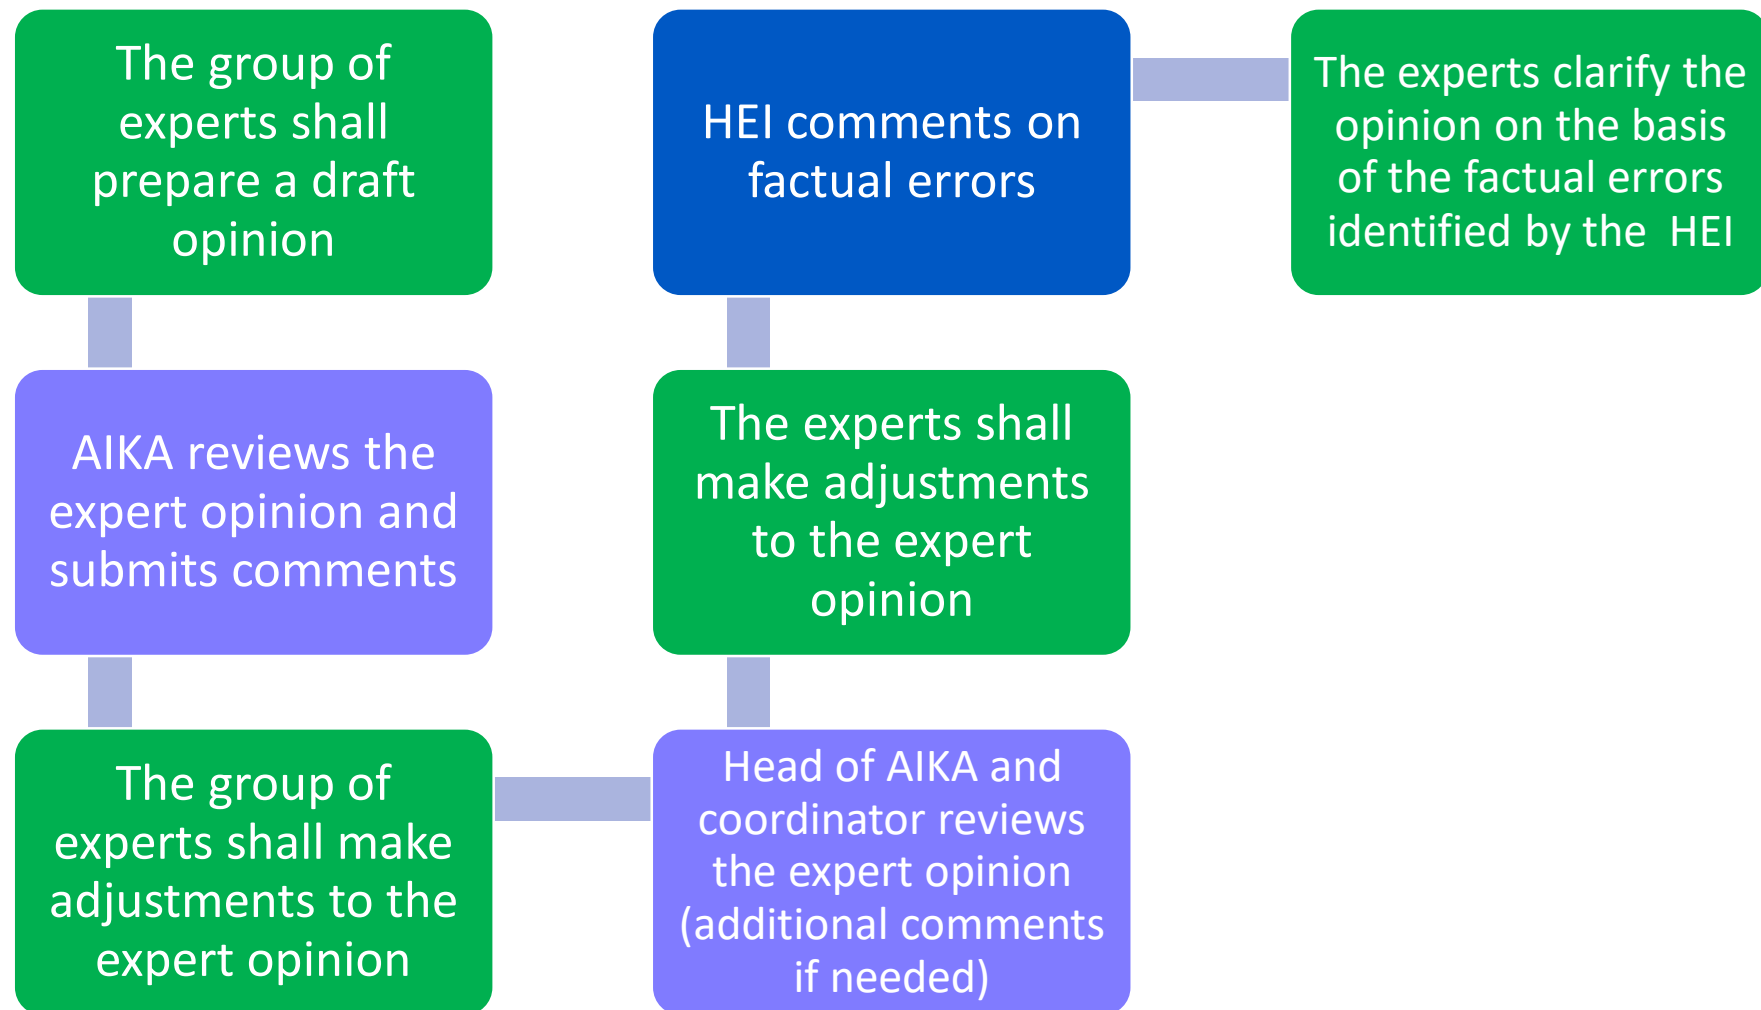 The group of
experts shall
prepare a draft
opinion
AIKA reviews the
expert opinion and
submits comments
The group of
experts shall make
adjustments to the
expert opinion
Head of AIKA and
coordinator reviews
the expert opinion
(additional comments
if needed)
The experts shall
make adjustments
to the expert
opinion
HEI comments on
factual errors
The experts clarify the
opinion on the basis
of the factual errors
identified by the  HEI